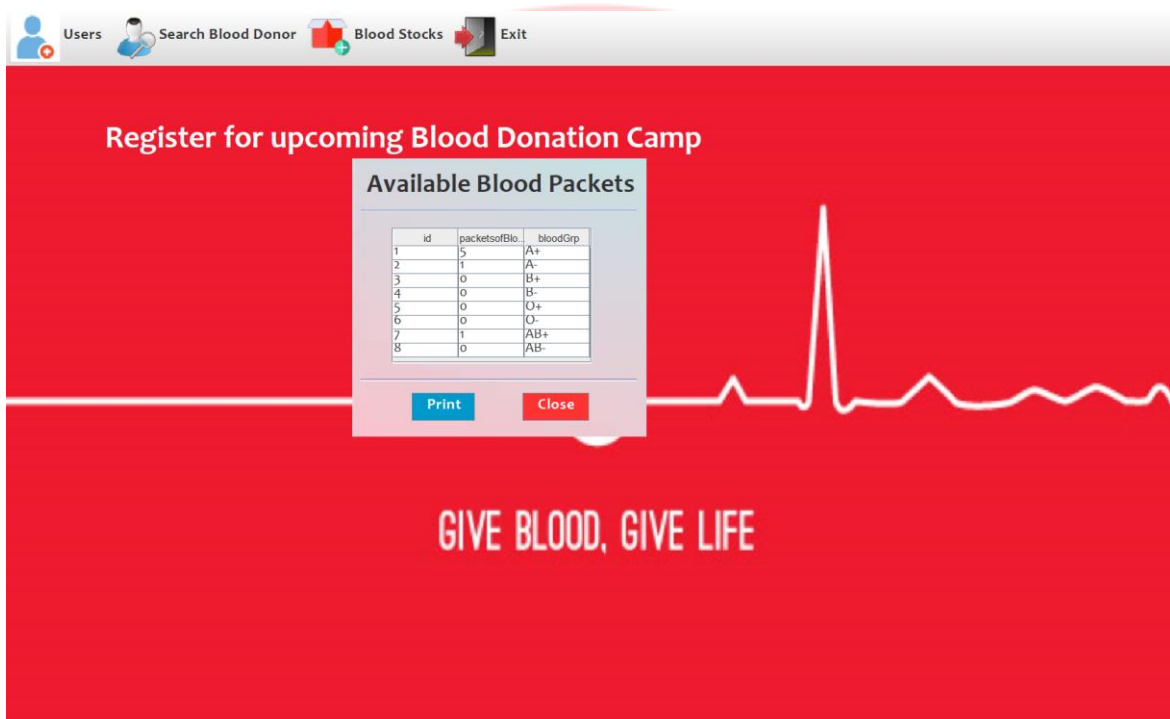 Users Search Blood Donor Blood Stocks Exit
Register for upcoming Blood Donation Camp
Available Blood Packets
id packetsofBlo... bloodGrp
1 5 A+
2 1 A-
3 0 B+
4 0 B-
5 0 O+
6 0 O-
7 1 AB+
8 0 AB-
Print Close
GIVE BLOOD, GIVE LIFE